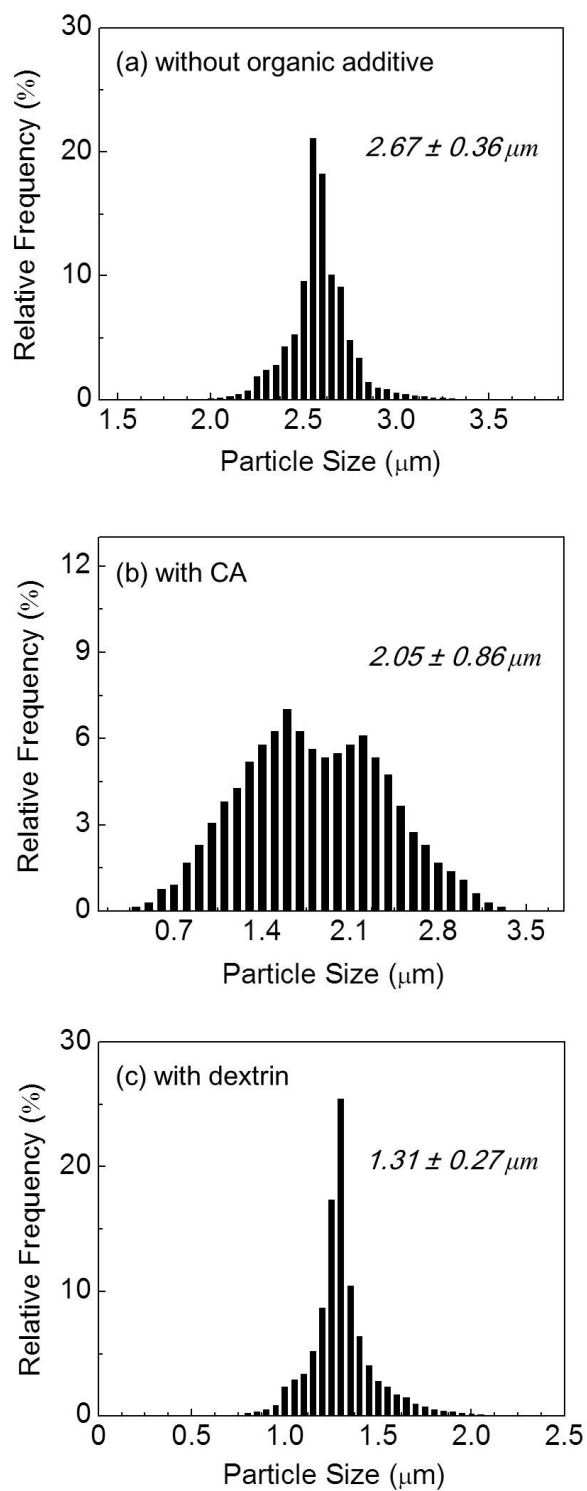 30
(a) without organic additive
2.67 ± 0.36 μm
20
10
0
Relative Frequency (%)
1.5 2.0 2.5 3.0 3.5
Particle Size (μm)
12
(b) with CA
2.05 ± 0.86 μm
9
6
3
0
Relative Frequency (%)
0.7 1.4 2.1 2.8 3.5
Particle Size (μm)
30
(c) with dextrin
1.31 ± 0.27 μm
20
10
0
Relative Frequency (%)
0 0.5 1.0 1.5 2.0 2.5
Particle Size (μm)